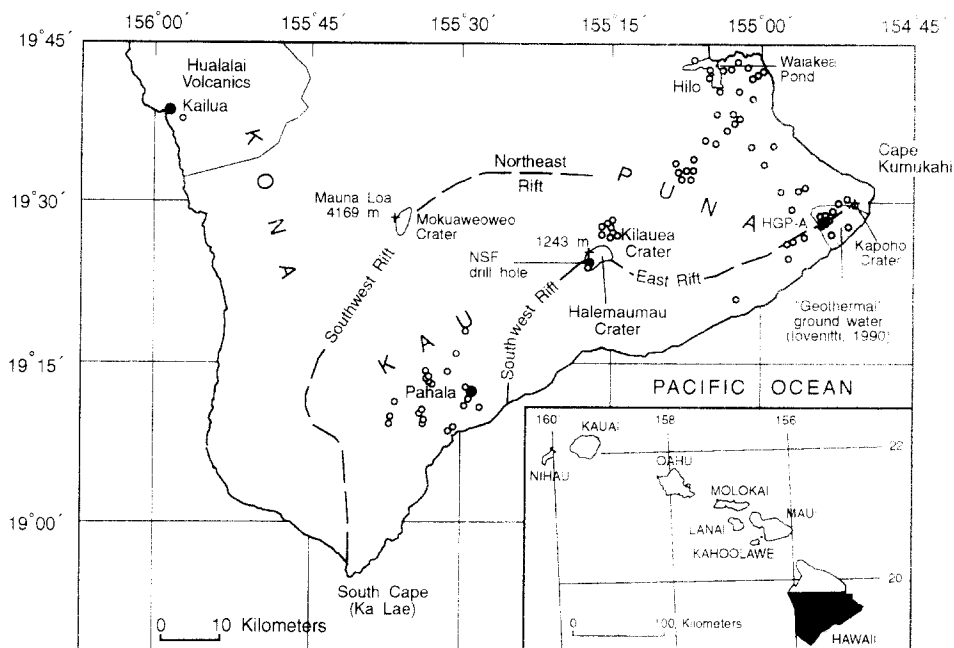 156°00´
155°45´
155°30´
155°15´
155°00´
154°45´
19°45´
Hualalai
Volcanics
Kailua
Waiakea
Pond
Hilo
KONA
Northeast
Rift
PUNA
Cape
Kumukahi
19°30´
Mauna Loa
4169 m
Mokuaweoweo
Crater
HGP-A
Kilauea
Crater
1243 m
NSF
drill hole
Kapoho
Crater
East Rift
Southwest Rift
Southwest Rift
Halemaumau
Crater
"Geothermal"
ground water
(Iovenitti, 1990)
KAU
19°15´
Pahala
PACIFIC OCEAN
160
158
156
KAUAI
22
NIHAU
OAHU
MOLOKAI
MAU
LANAI
KAHOOLAWE
19°00´
20
South Cape
(Ka Lae)
0 10 Kilometers
0 100 Kilometers
HAWAII